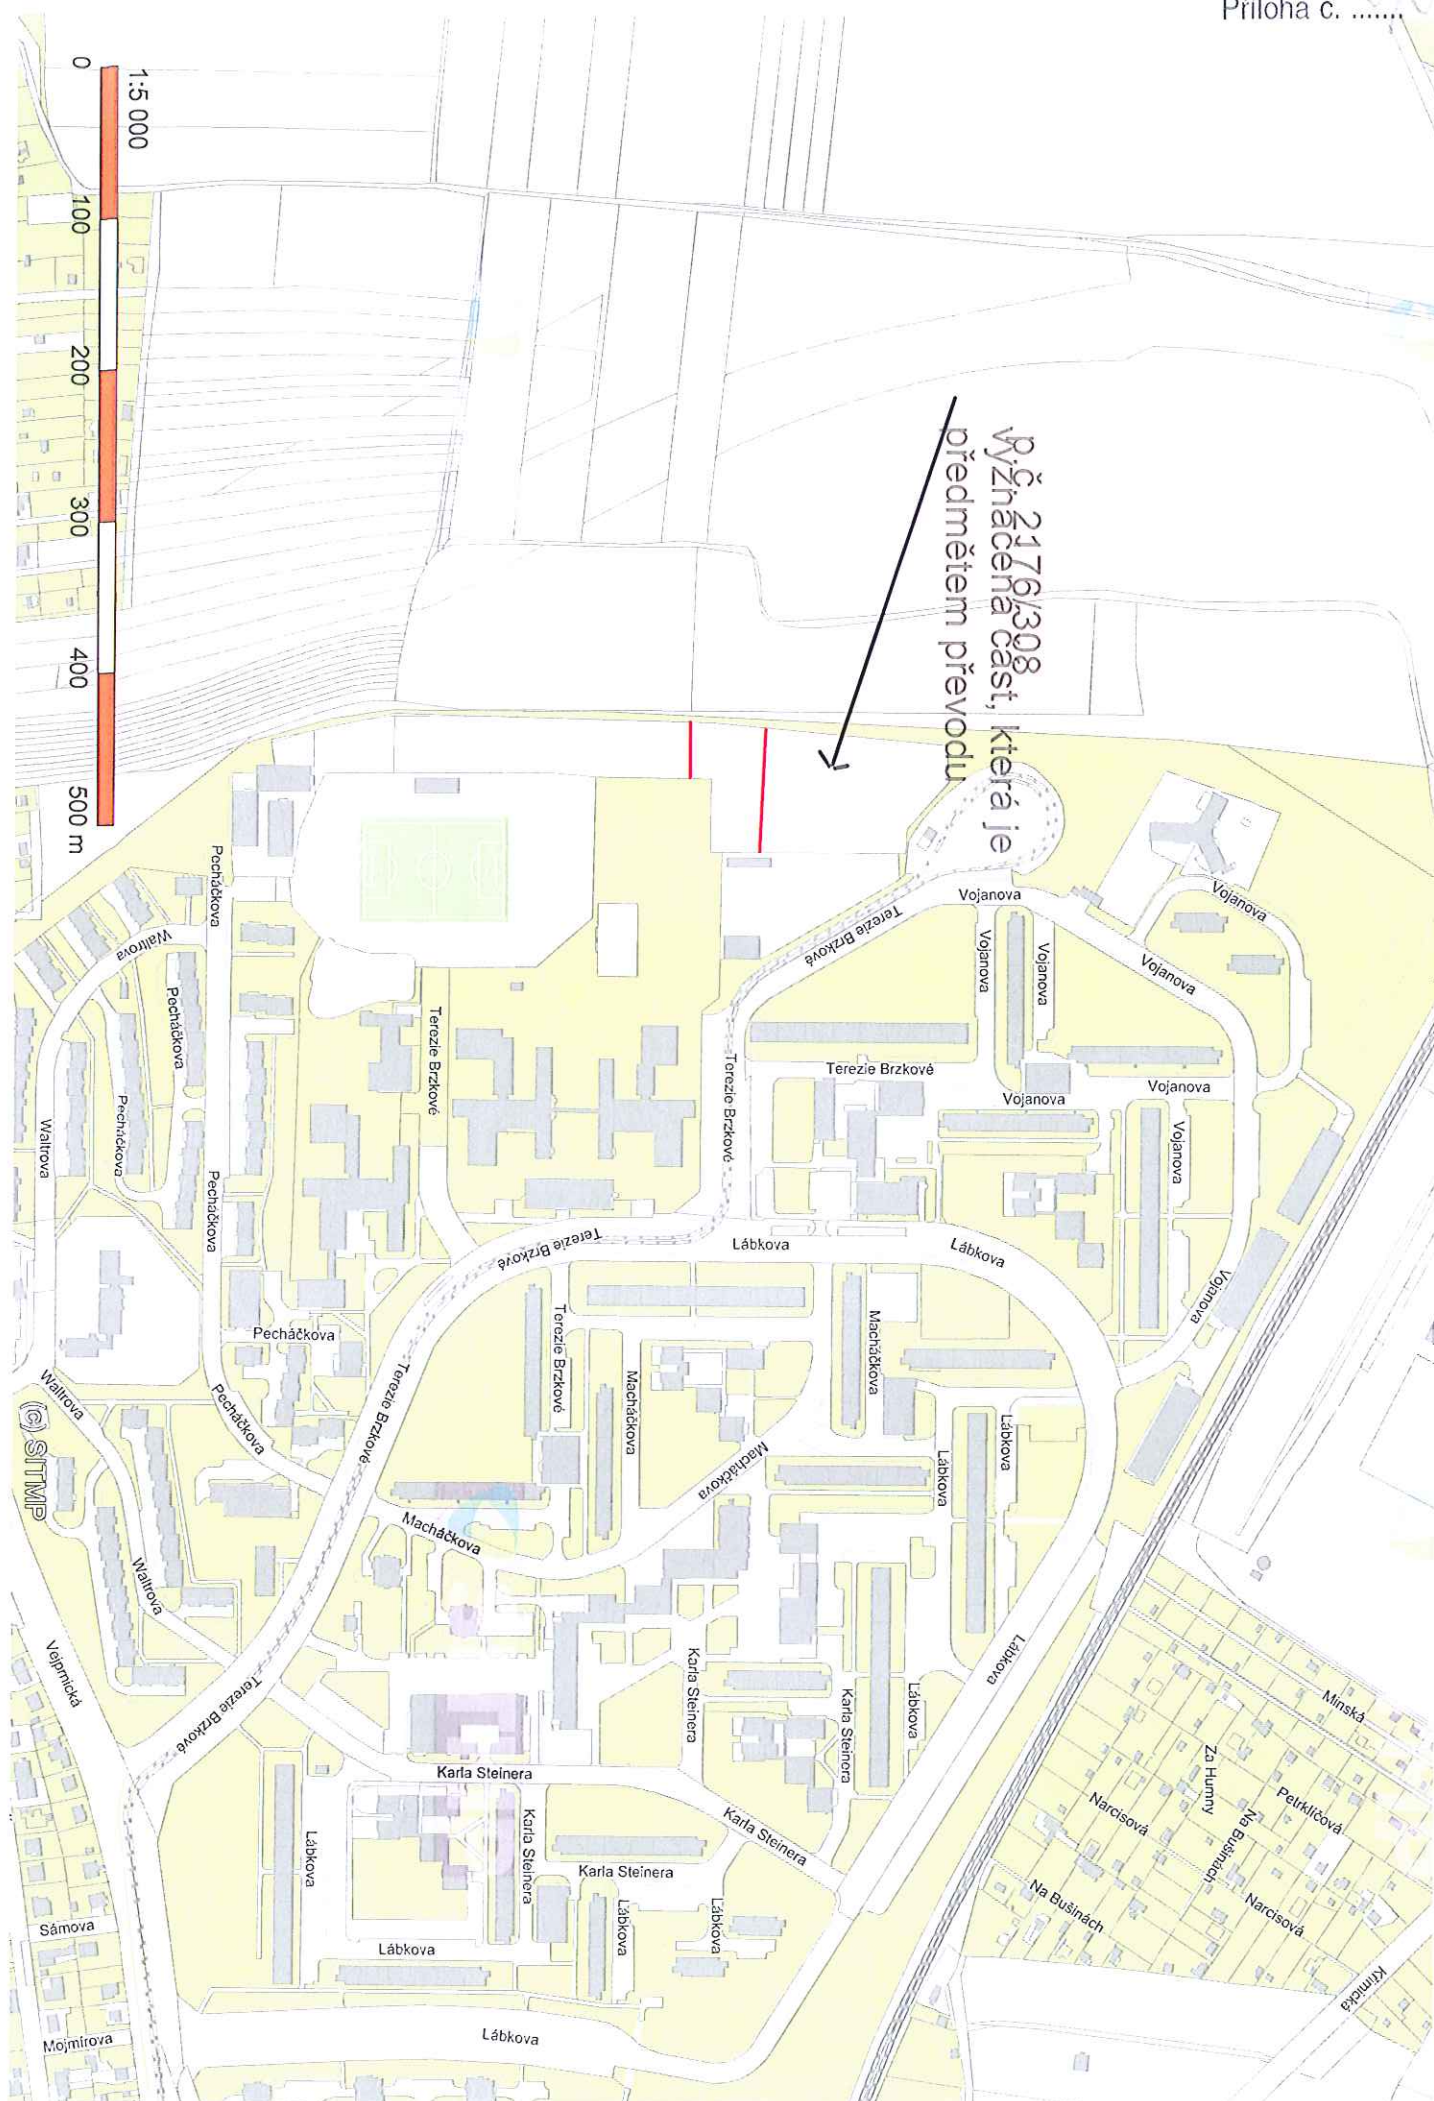 Příloha č. .......
1:5 000
0
100
200
300
400
500 m
p.č. 2176/308
vyznačená část, která je
předmětem převodu
Vojanova
Vojanova
Vojanova
Vojanova
Vojanova
Terezie Brzkové
Terezie Brzkové
Terezie Brzkové
Vojanova
Vojanova
Vojanova
Vojanova
Pecháčkova
Waltrova
Pecháčkova
Pecháčkova
Waltrova
Pecháčkova
Terezie Brzkové
Terezie Brzkové
Lábkova
Lábkova
Pecháčkova
Pecháčkova
Waltrova
Terezie Brzkové
Terezie Brzkové
Macháčkova
Macháčkova
Macháčkova
Lábkova
Lábkova
Macháčkova
Waltrova
Lábkova
Vejprnická
Terezie Brzkové
Karla Steinera
Karla Steinera
Lábkova
Minská
Za Humny
Petrklíčová
Narcisová
Na Bušinách
Narcisová
Na Bušinách
Křimická
Karla Steinera
Karla Steinera
Karla Steinera
Karla Steinera
Lábkova
Lábkova
Lábkova
Lábkova
Lábkova
Sámova
Mojmírova
(c) SITMP